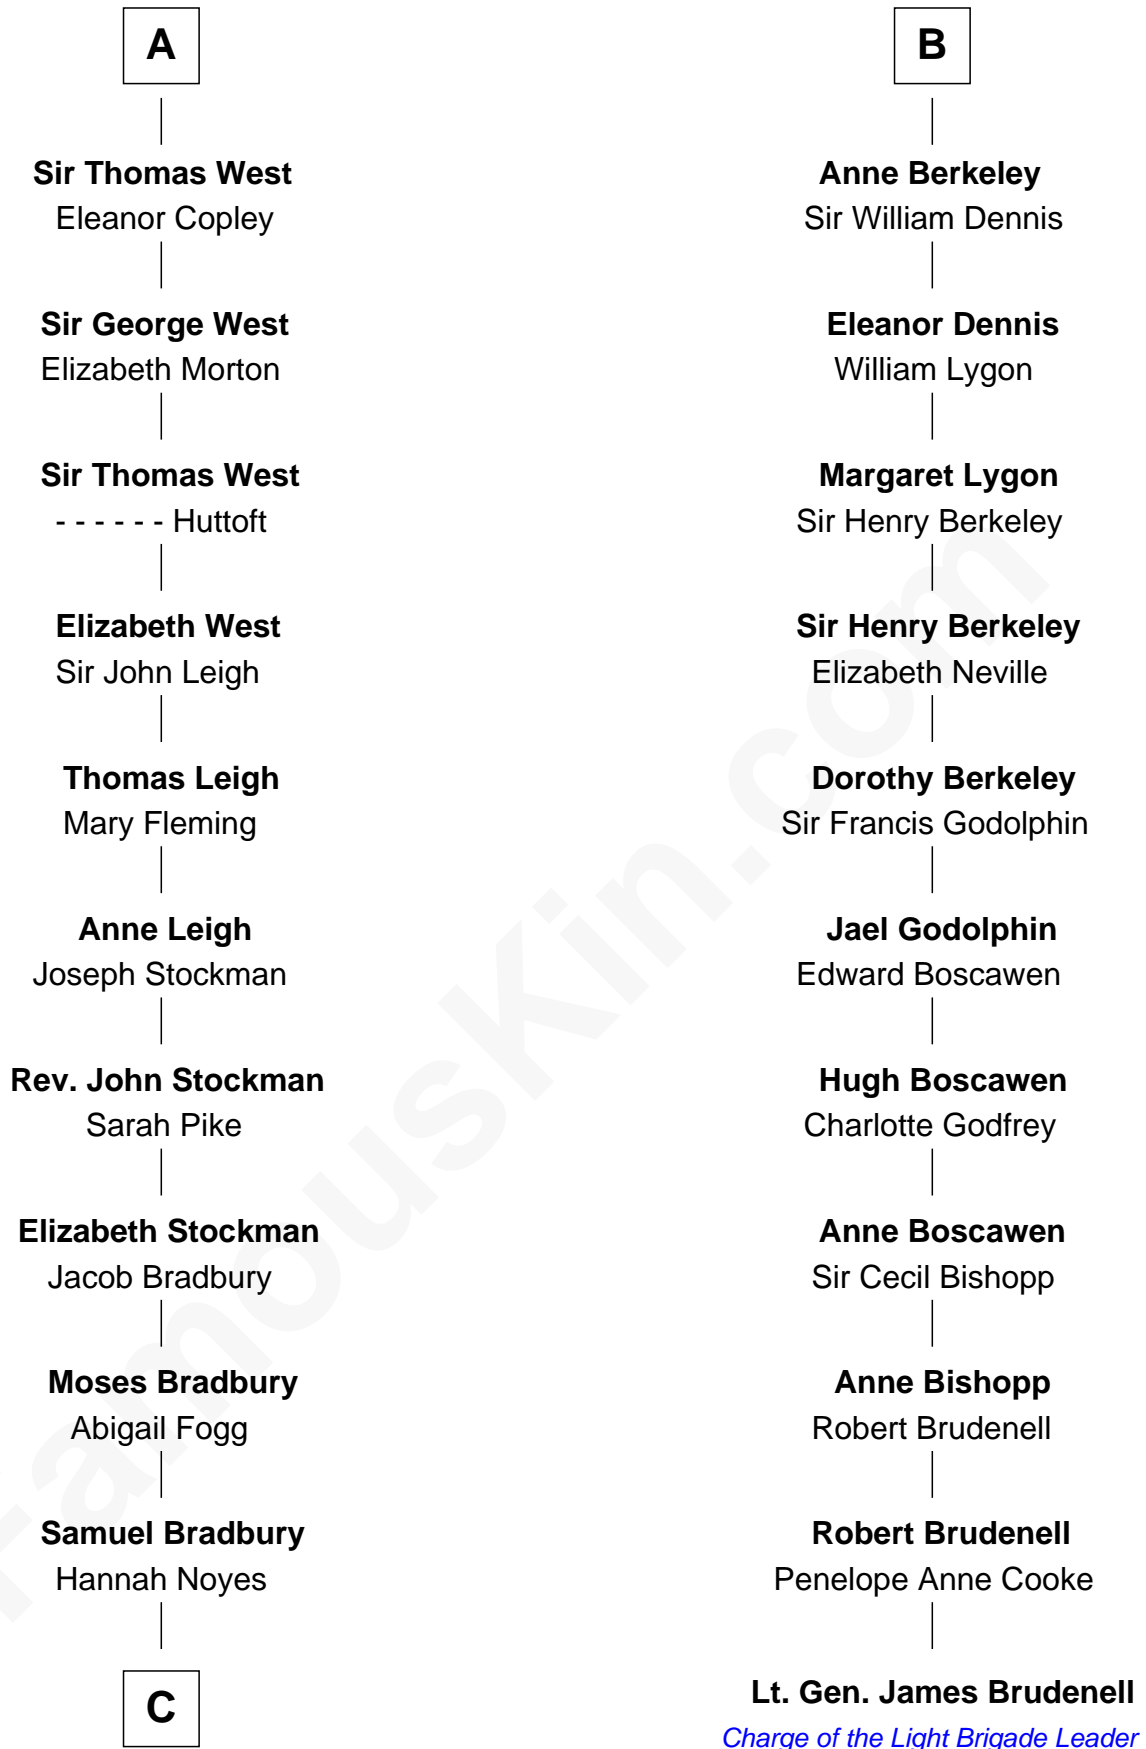 A
Sir Thomas West
Eleanor Copley
Sir George West
Elizabeth Morton
Sir Thomas West
- - - - - - Huttoft
Elizabeth West
Sir John Leigh
Thomas Leigh
Mary Fleming
Anne Leigh
Joseph Stockman
Rev. John Stockman
Sarah Pike
Elizabeth Stockman
Jacob Bradbury
Moses Bradbury
Abigail Fogg
Samuel Bradbury
Hannah Noyes
C
B
Anne Berkeley
Sir William Dennis
Eleanor Dennis
William Lygon
Margaret Lygon
Sir Henry Berkeley
Sir Henry Berkeley
Elizabeth Neville
Dorothy Berkeley
Sir Francis Godolphin
Jael Godolphin
Edward Boscawen
Hugh Boscawen
Charlotte Godfrey
Anne Boscawen
Sir Cecil Bishopp
Anne Bishopp
Robert Brudenell
Robert Brudenell
Penelope Anne Cooke
Lt. Gen. James Brudenell
Charge of the Light Brigade Leader
FamousKin.com